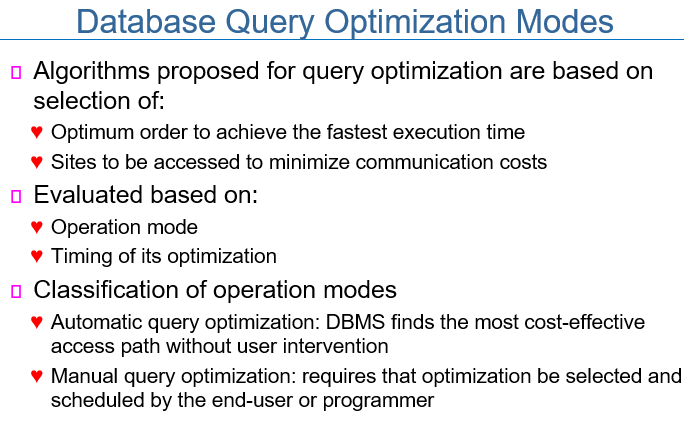 Database Query Optimization Modes
Algorithms proposed for query optimization are based on
selection of:
Optimum order to achieve the fastest execution time
Sites to be accessed to minimize communication costs
Evaluated based on:
Operation mode
Timing of its optimization
Classification of operation modes
Automatic query optimization: DBMS finds the most cost-effective
access path without user intervention
Manual query optimization: requires that optimization be selected and
scheduled by the end-user or programmer